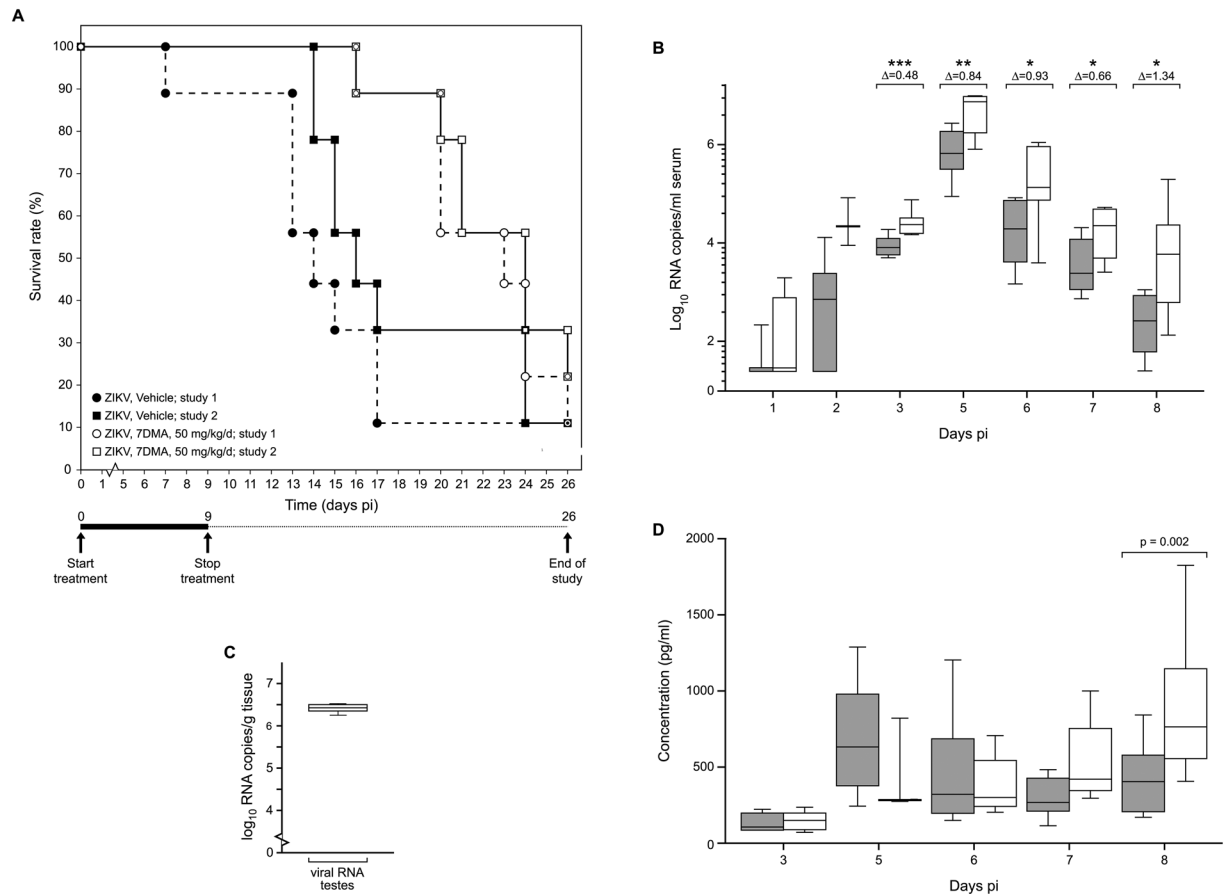 A
Survival rate (%)
100
90
80
70
60
50
40
30
20
10
0
ZIKV, Vehicle; study 1
ZIKV, Vehicle; study 2
ZIKV, 7DMA, 50 mg/kg/d; study 1
ZIKV, 7DMA, 50 mg/kg/d; study 2
0 1 5 6 7 8 9 10 11 12 13 14 15 16 17 18 19 20 21 22 23 24 25 26
Time (days pi)
0 9 26
Start treatment
Stop treatment
End of study
B
*** ** * * *
Δ=0.48 Δ=0.84 Δ=0.93 Δ=0.66 Δ=1.34
Log10 RNA copies/ml serum
6
4
2
0
1 2 3 5 6 7 8
Days pi
C
log10 RNA copies/g tissue
7
6
5
4
0
viral RNA
testes
D
p = 0.002
Concentration (pg/ml)
2000
1500
1000
500
0
3 5 6 7 8
Days pi